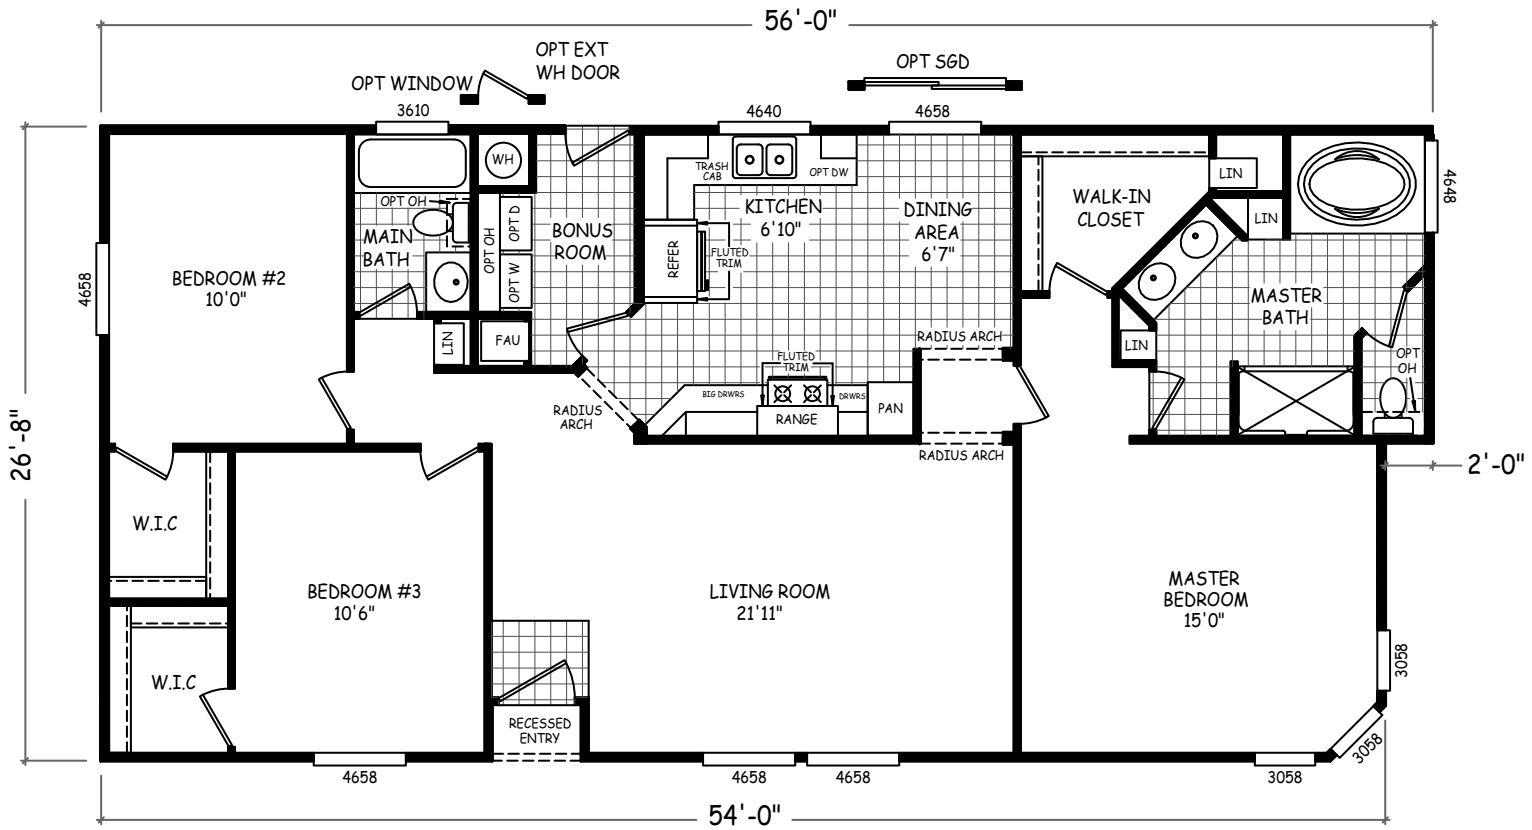 56'-0"
OPT EXT
WH DOOR
OPT WINDOW
OPT SGD
3610
4640
4658
WH
TRASH
CAB
OPT DW
LIN
WALK-IN
CLOSET
LIN
4648
OPT OH
MAIN
BATH
OPT D
OPT OH
OPT W
BONUS
ROOM
KITCHEN
6'10"
DINING
AREA
6'7"
REFER
FLUTED
TRIM
BEDROOM #2
10'0"
4658
MASTER
BATH
LIN
FAU
RADIUS ARCH
LIN
FLUTED
TRIM
OPT
OH
BIG DRWRS
DRWRS
PAN
RANGE
RADIUS
ARCH
RADIUS ARCH
26'-8"
2'-0"
W.I.C
BEDROOM #3
10'6"
LIVING ROOM
21'11"
MASTER
BEDROOM
15'0"
3058
W.I.C
RECESSED
ENTRY
3058
4658
4658
4658
3058
54'-0"